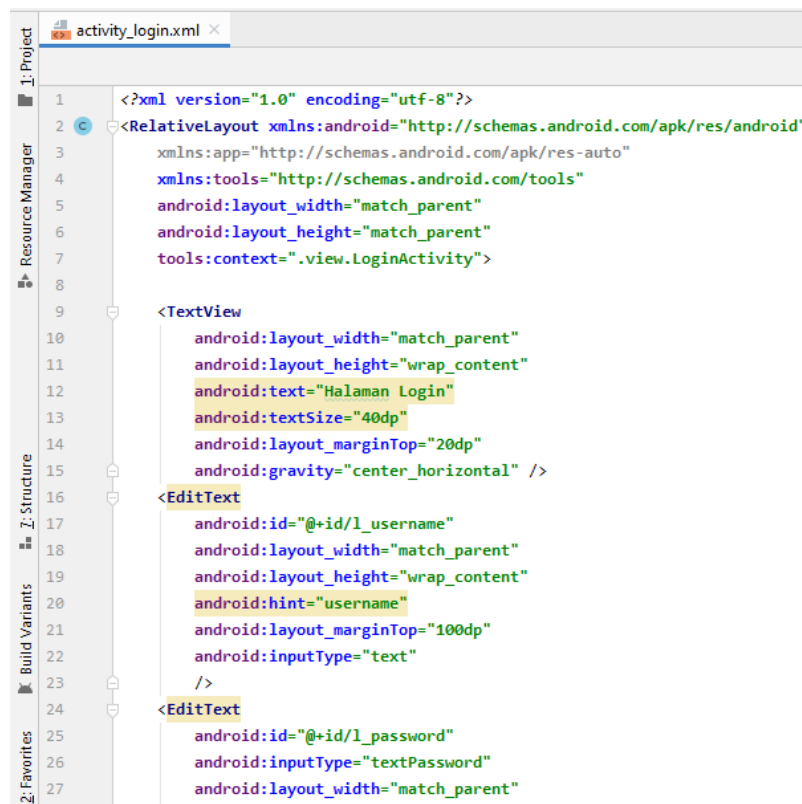 activity_login.xml
1: Project
Resource Manager
7: Structure
Build Variants
2: Favorites
1 <?xml version="1.0" encoding="utf-8"?>
2 C <RelativeLayout xmlns:android="http://schemas.android.com/apk/res/android"
3 xmlns:app="http://schemas.android.com/apk/res-auto"
4 xmlns:tools="http://schemas.android.com/tools"
5 android:layout_width="match_parent"
6 android:layout_height="match_parent"
7 tools:context=".view.LoginActivity">
8
9 <TextView
10 android:layout_width="match_parent"
11 android:layout_height="wrap_content"
12 android:text="Halaman Login"
13 android:textSize="40dp"
14 android:layout_marginTop="20dp"
15 android:gravity="center_horizontal" />
16 <EditText
17 android:id="@+id/l_username"
18 android:layout_width="match_parent"
19 android:layout_height="wrap_content"
20 android:hint="username"
21 android:layout_marginTop="100dp"
22 android:inputType="text"
23 />
24 <EditText
25 android:id="@+id/l_password"
26 android:inputType="textPassword"
27 android:layout_width="match_parent"